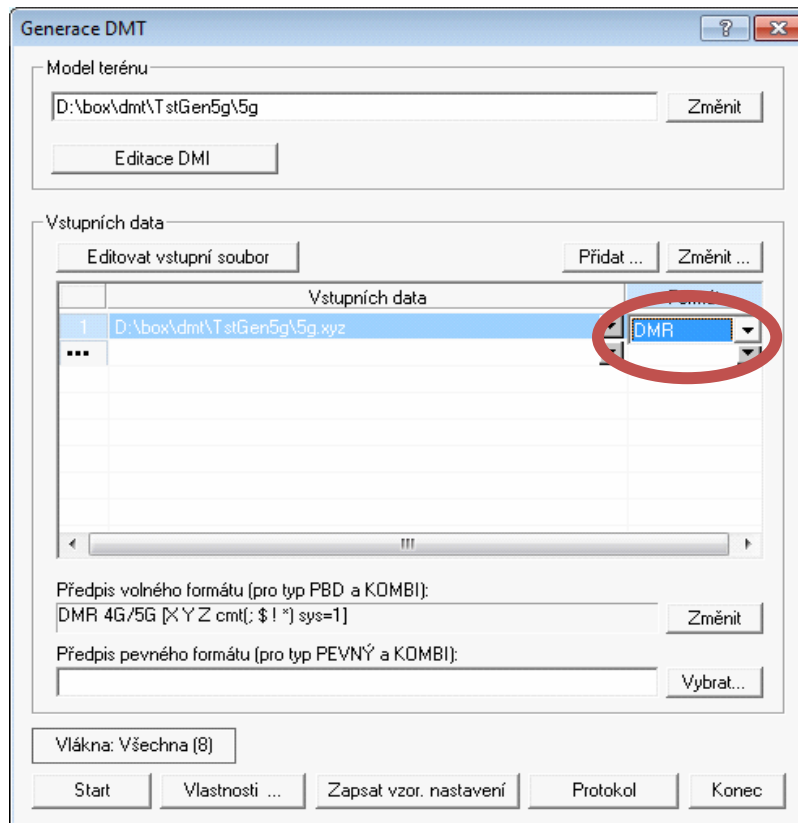 Generace DMT
Model terénu
D:\box\dmt\TstGen5g\5g Změnit
Editace DMI
Vstupních data
Editovat vstupní soubor Přidat ... Změnit ...
Vstupních data
1 D:\box\dmt\TstGen5g\5g.xyz DMR
Předpis volného formátu (pro typ PBD a KOMBI):
DMR 4G/5G [X Y Z cmt(; $ ! *) sys=1] Změnit
Předpis pevného formátu (pro typ PEVNÝ a KOMBI):
Vybrat...
Vlákna: Všechna (8)
Start Vlastnosti ... Zapsat vzor. nastavení Protokol Konec